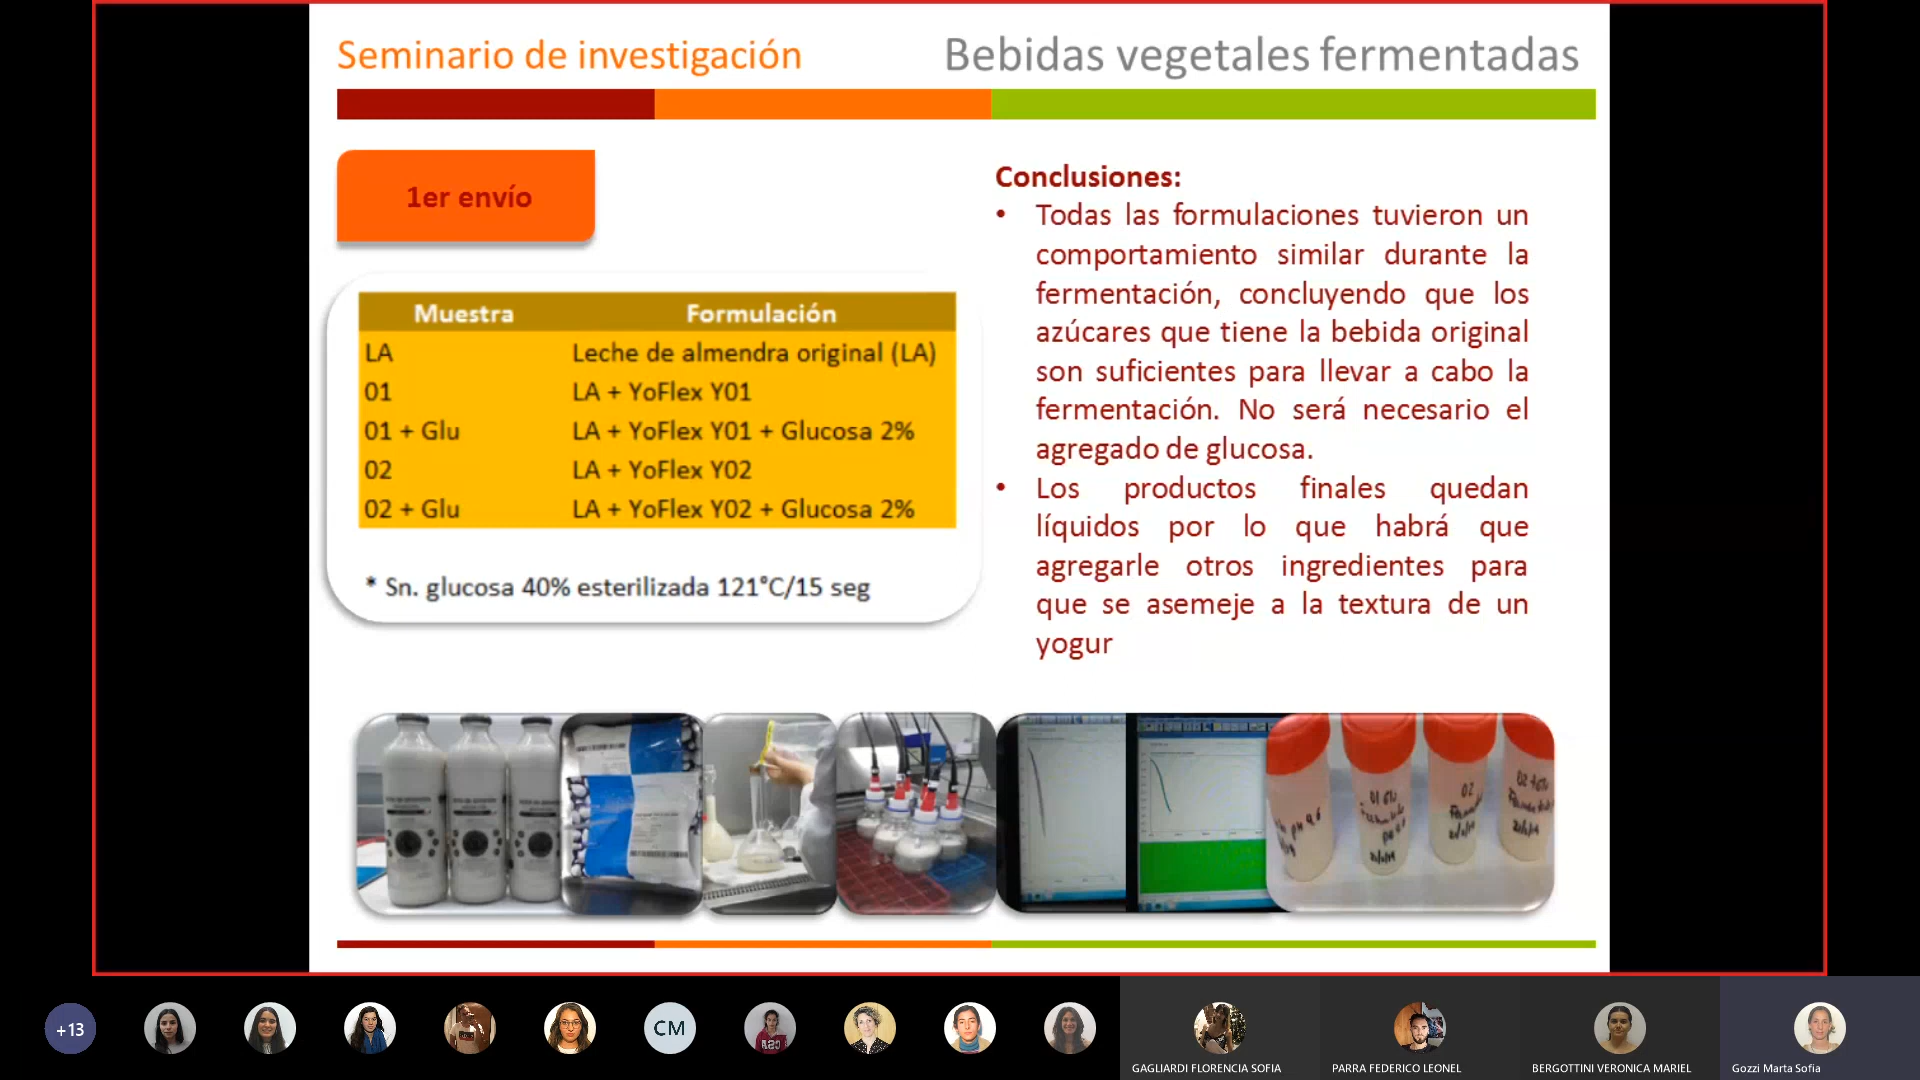 Seminario de investigación
Bebidas vegetales fermentadas
1er envío
Muestra Formulación
LA Leche de almendra original (LA)
01 LA + YoFlex Y01
01 + Glu LA + YoFlex Y01 + Glucosa 2%
02 LA + YoFlex Y02
02 + Glu LA + YoFlex Y02 + Glucosa 2%
* Sn. glucosa 40% esterilizada 121°C/15 seg
Conclusiones:
• Todas las formulaciones tuvieron un
comportamiento similar durante la
fermentación, concluyendo que los
azúcares que tiene la bebida original
son suficientes para llevar a cabo la
fermentación. No será necesario el
agregado de glucosa.
• Los productos finales quedan
líquidos por lo que habrá que
agregarle otros ingredientes para
que se asemeje a la textura de un
yogur
+13
CM
GAGLIARDI FLORENCIA SOFIA
PARRA FEDERICO LEONEL
BERGOTTINI VERONICA MARIEL
Gozzi Marta Sofia